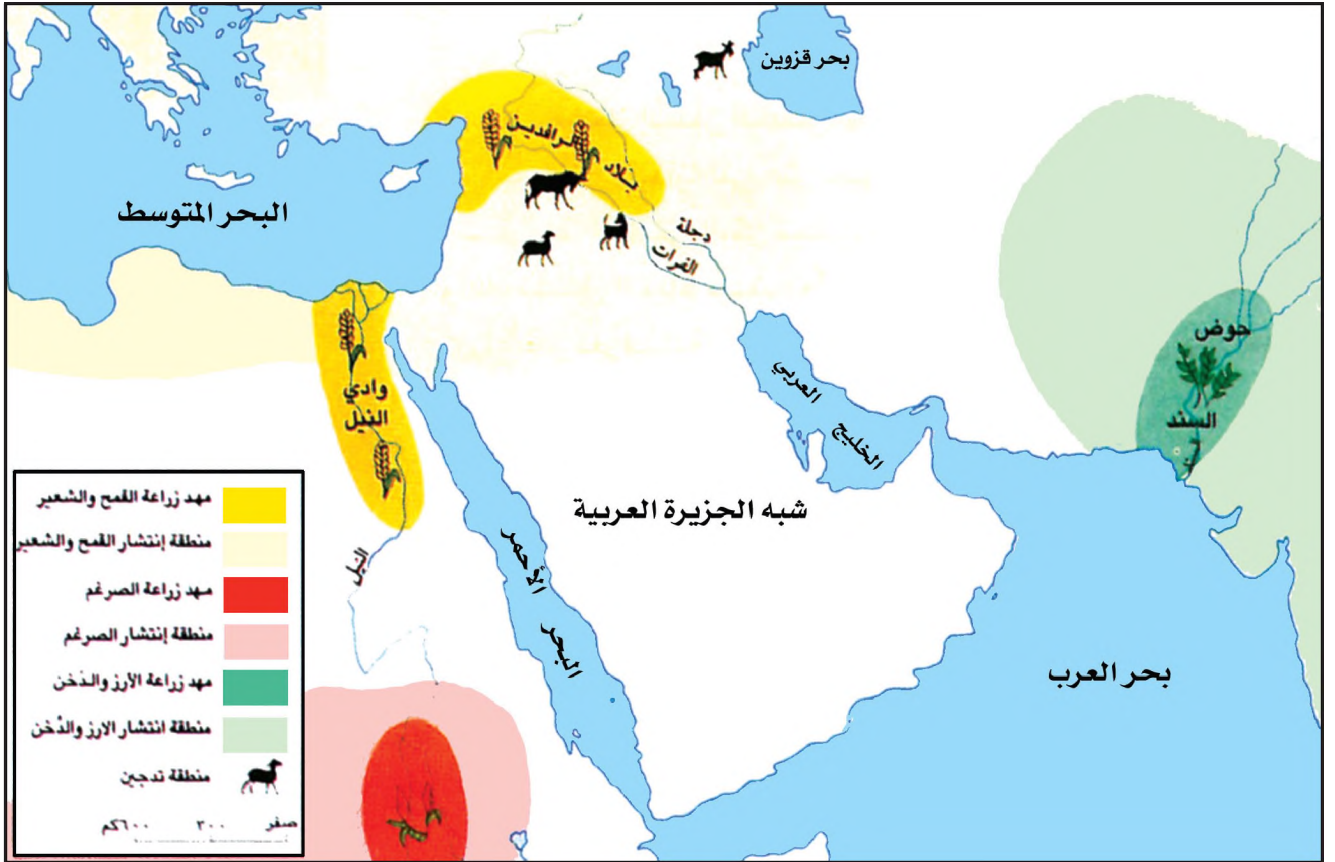 بحر قزوين
بلاد الرافدين
البحر المتوسط
دجلة
الفرات
حوض
السند
وادي
النيل
الخليج
العربي
شبه الجزيرة العربية
النيل
البحر
الأحمر
بحر العرب
مهد زراعة القمح والشعير
منطقة إنتشار القمح والشعير
مهد زراعة الصرغم
منطقة إنتشار الصرغم
مهد زراعة الأرز والدخن
منطقة انتشار الارز والدُخن
منطقة تدجين
صفر ٣٠٠ ٦٠٠كم